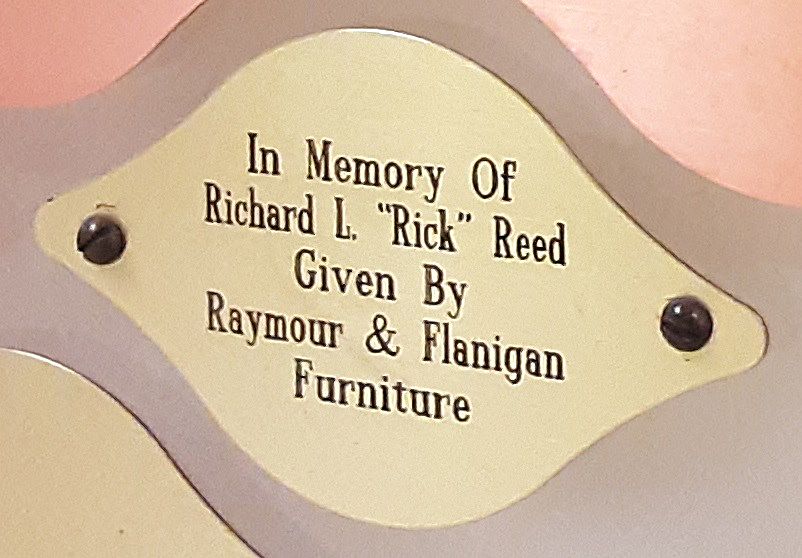 In Memory Of
Richard L. "Rick" Reed
Given By
Raymour & Flanigan
Furniture